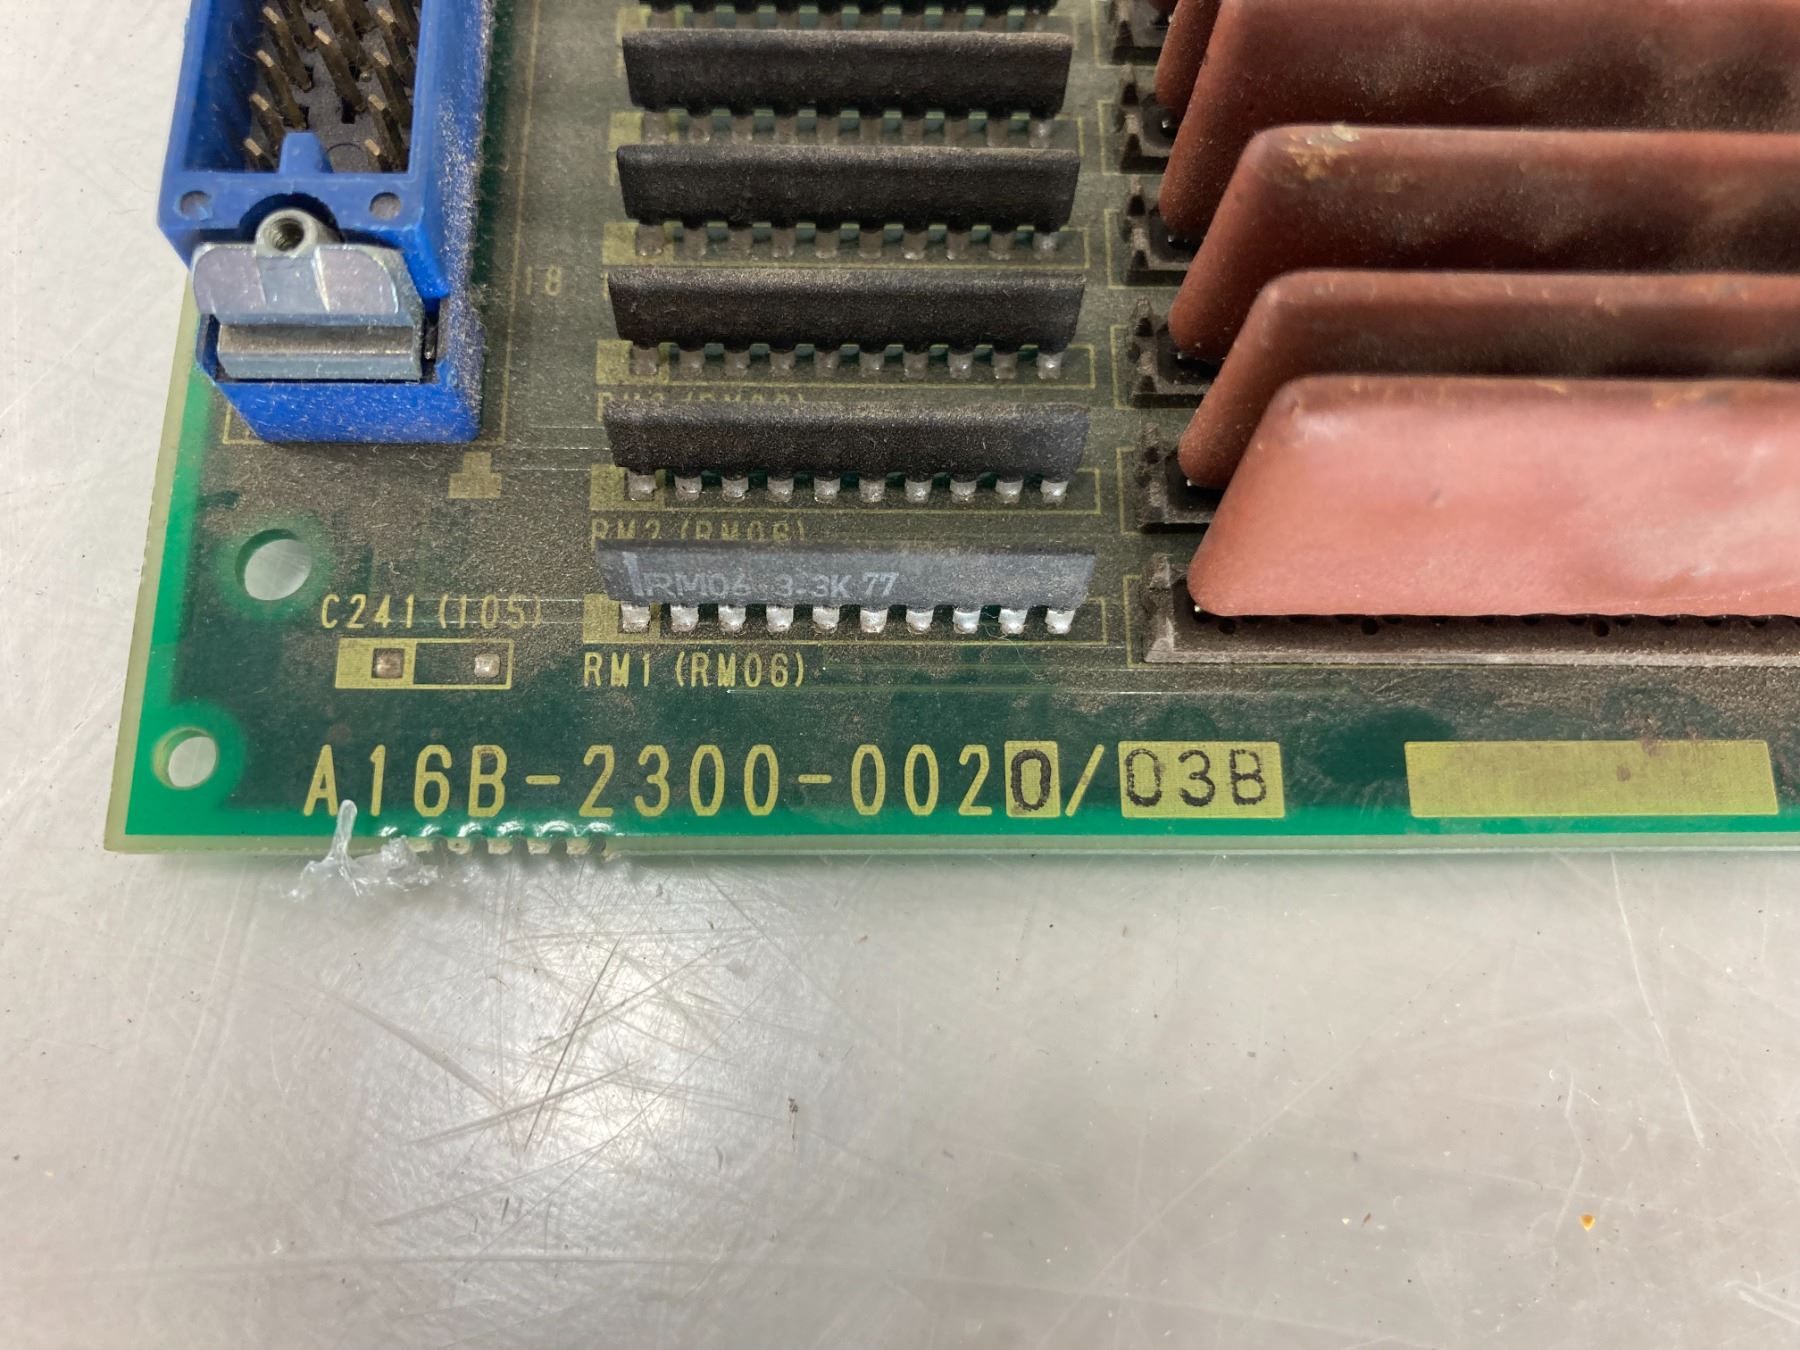 18
RM2 (RM06)
RM06 3.3K 77
C241 (105)
RM1 (RM06)
A16B-2300-0020/03B